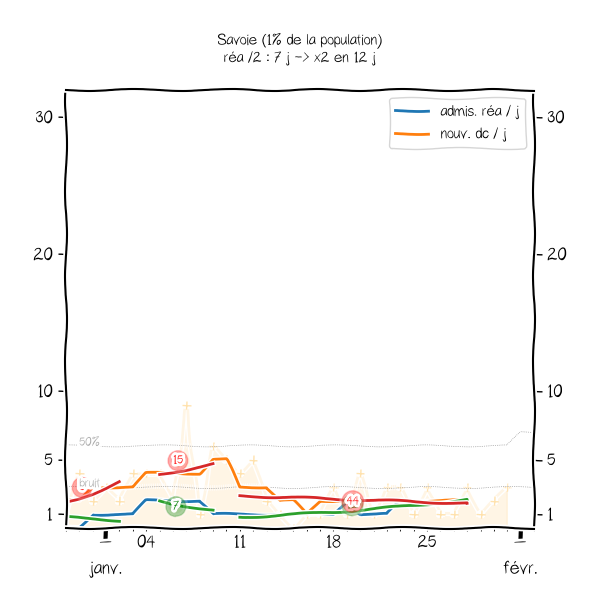 Savoie (1% de la population)
réa /2 : 7 j -> x2 en 12 j
admis. réa / j
nouv. dc / j
30
30
20
20
10
10
50%
5
5
15
bruit
7
44
1
1
04
11
18
25
janv.
févr.